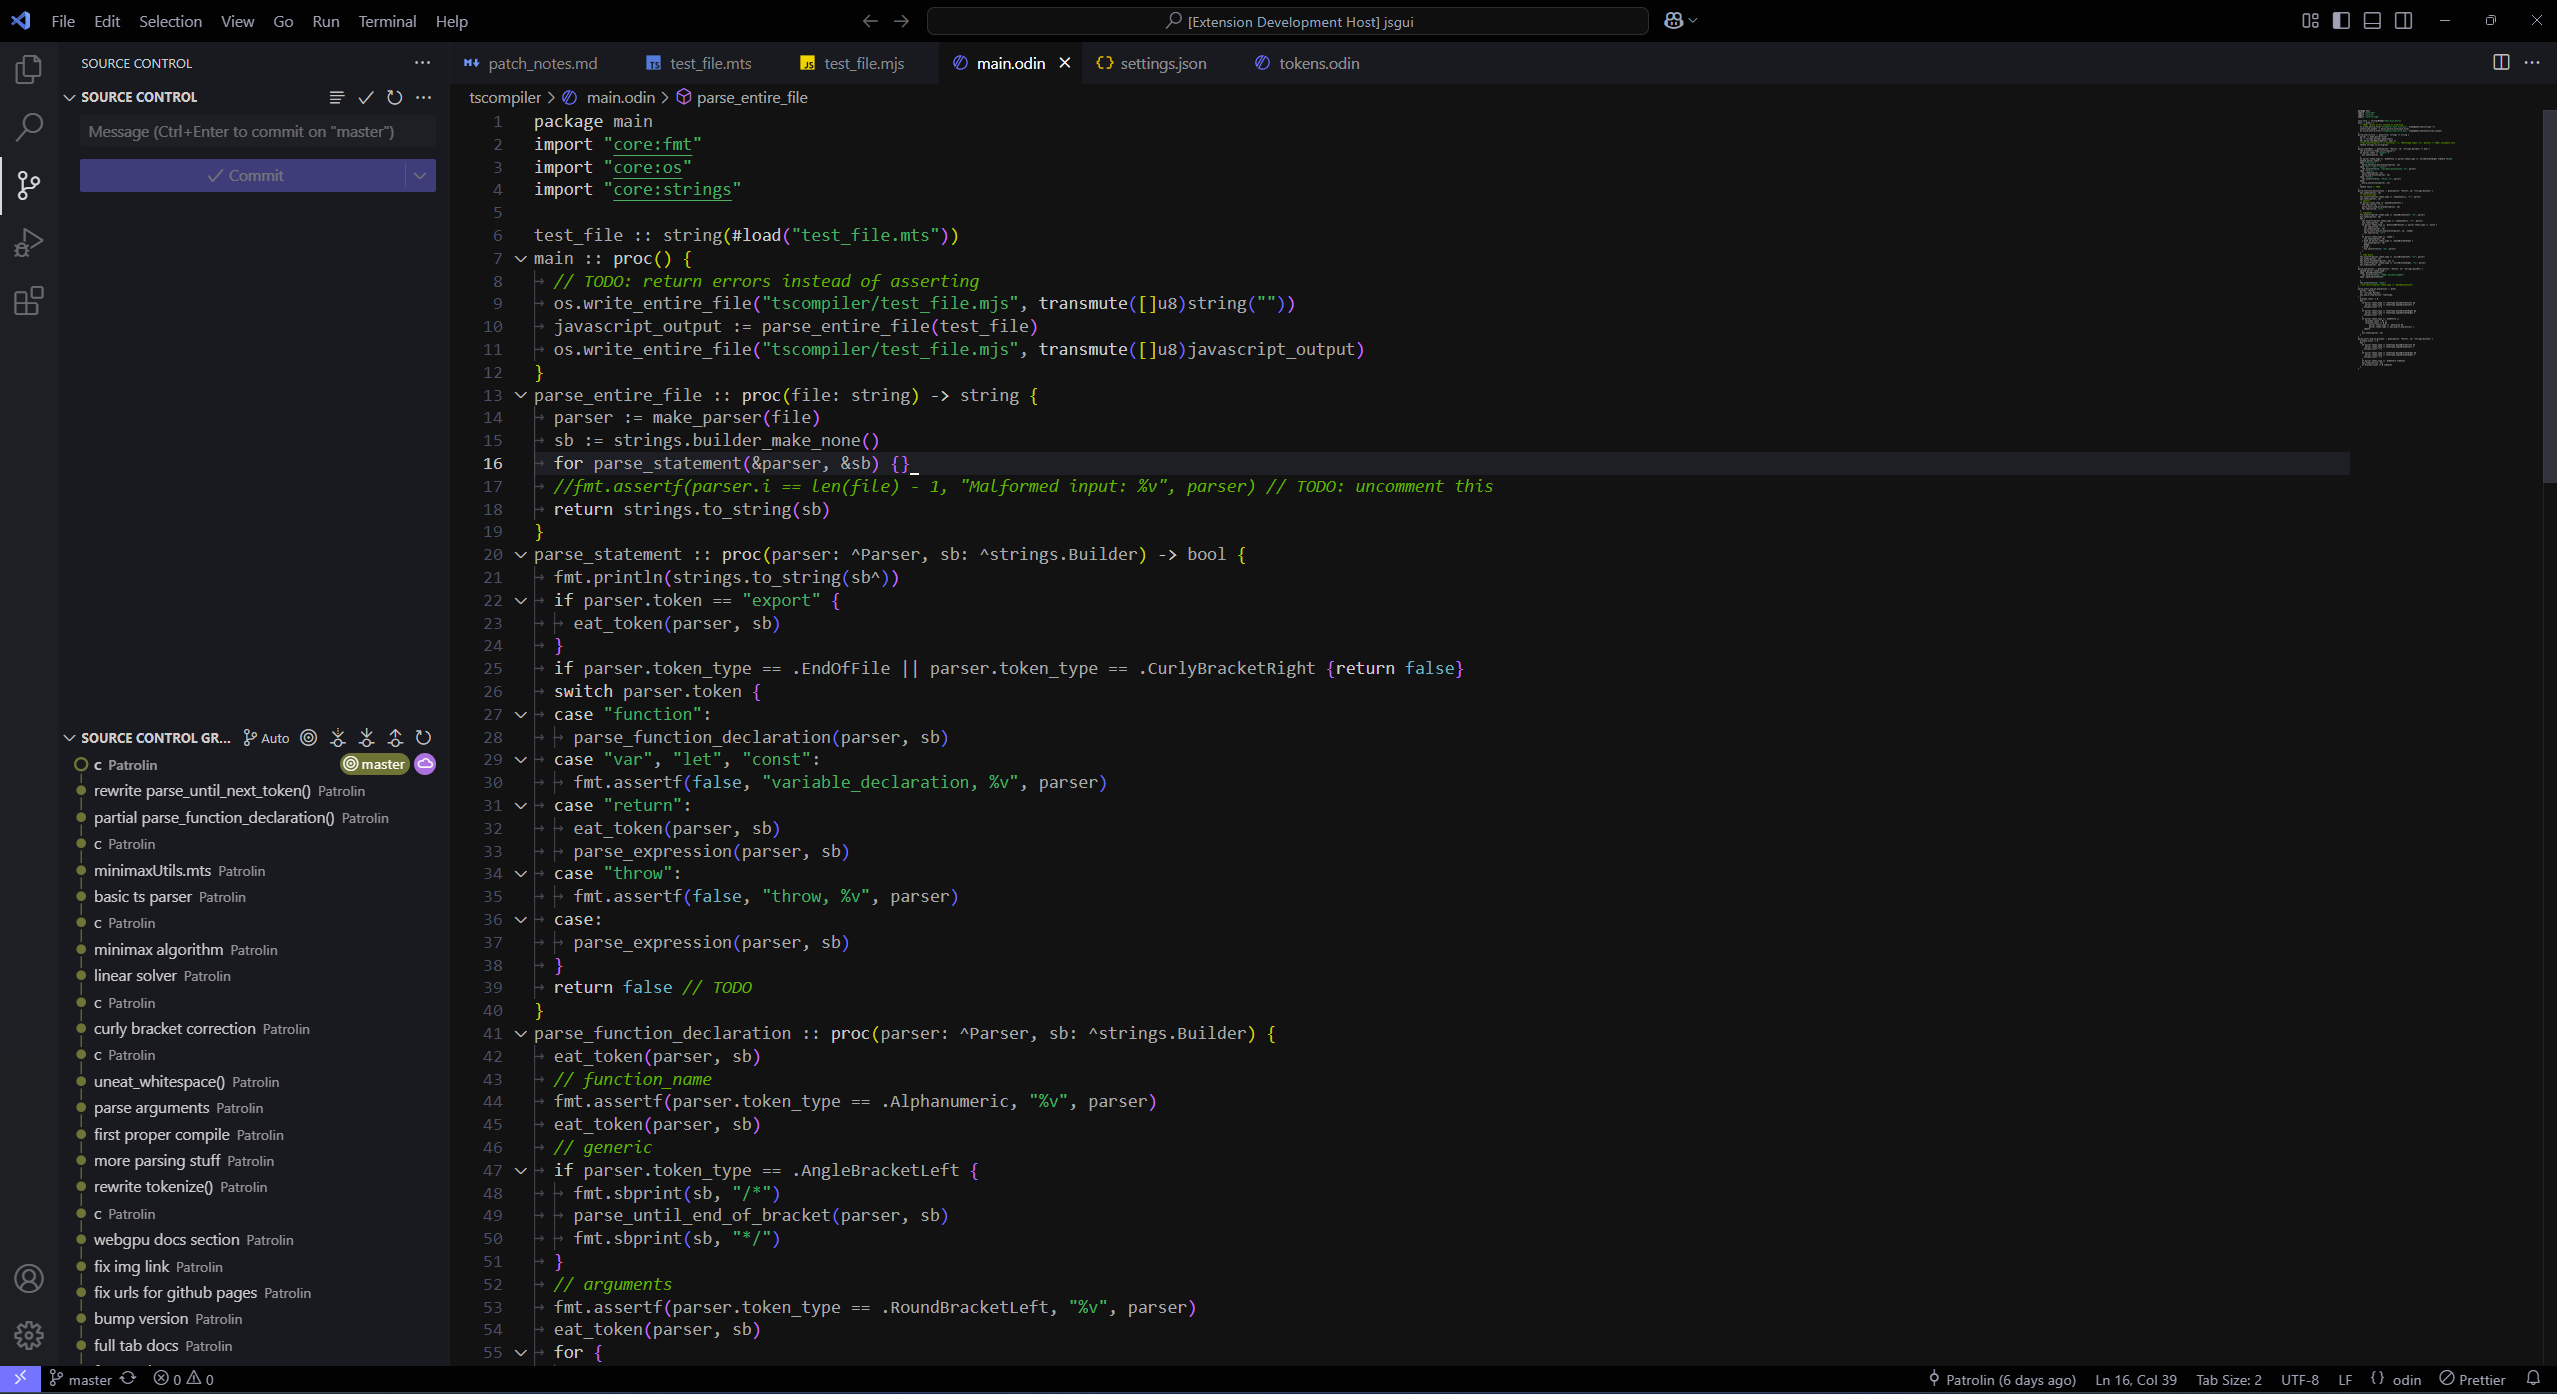 File Edit Selection View Go Run Terminal Help
[Extension Development Host] jsgui
SOURCE CONTROL
SOURCE CONTROL
Message (Ctrl+Enter to commit on "master")
Commit
SOURCE CONTROL GR... Auto
c Patrolin master
rewrite parse_until_next_token() Patrolin
partial parse_function_declaration() Patrolin
c Patrolin
minimaxUtils.mts Patrolin
basic ts parser Patrolin
c Patrolin
minimax algorithm Patrolin
linear solver Patrolin
c Patrolin
curly bracket correction Patrolin
c Patrolin
uneat_whitespace() Patrolin
parse arguments Patrolin
first proper compile Patrolin
more parsing stuff Patrolin
rewrite tokenize() Patrolin
c Patrolin
webgpu docs section Patrolin
fix img link Patrolin
fix urls for github pages Patrolin
bump version Patrolin
full tab docs Patrolin
patch_notes.md TS test_file.mts JS test_file.mjs main.odin {} settings.json tokens.odin
tscompiler > main.odin > parse_entire_file
1 package main
2 import "core:fmt"
3 import "core:os"
4 import "core:strings"
5
6 test_file :: string(#load("test_file.mts"))
7 main :: proc() {
8 // TODO: return errors instead of asserting
9 os.write_entire_file("tscompiler/test_file.mjs", transmute([]u8)string(""))
10 javascript_output := parse_entire_file(test_file)
11 os.write_entire_file("tscompiler/test_file.mjs", transmute([]u8)javascript_output)
12 }
13 parse_entire_file :: proc(file: string) -> string {
14 parser := make_parser(file)
15 sb := strings.builder_make_none()
16 for parse_statement(&parser, &sb) {}
17 //fmt.assertf(parser.i == len(file) - 1, "Malformed input: %v", parser) // TODO: uncomment this
18 return strings.to_string(sb)
19 }
20 parse_statement :: proc(parser: ^Parser, sb: ^strings.Builder) -> bool {
21 fmt.println(strings.to_string(sb^))
22 if parser.token == "export" {
23 eat_token(parser, sb)
24 }
25 if parser.token_type == .EndOfFile || parser.token_type == .CurlyBracketRight {return false}
26 switch parser.token {
27 case "function":
28 parse_function_declaration(parser, sb)
29 case "var", "let", "const":
30 fmt.assertf(false, "variable_declaration, %v", parser)
31 case "return":
32 eat_token(parser, sb)
33 parse_expression(parser, sb)
34 case "throw":
35 fmt.assertf(false, "throw, %v", parser)
36 case:
37 parse_expression(parser, sb)
38 }
39 return false // TODO
40 }
41 parse_function_declaration :: proc(parser: ^Parser, sb: ^strings.Builder) {
42 eat_token(parser, sb)
43 // function_name
44 fmt.assertf(parser.token_type == .Alphanumeric, "%v", parser)
45 eat_token(parser, sb)
46 // generic
47 if parser.token_type == .AngleBracketLeft {
48 fmt.sbprint(sb, "/*")
49 parse_until_end_of_bracket(parser, sb)
50 fmt.sbprint(sb, "*/")
51 }
52 // arguments
53 fmt.assertf(parser.token_type == .RoundBracketLeft, "%v", parser)
54 eat_token(parser, sb)
55 for {
master 0 0 Patrolin (6 days ago) Ln 16, Col 39 Tab Size: 2 UTF-8 LF {} odin Prettier